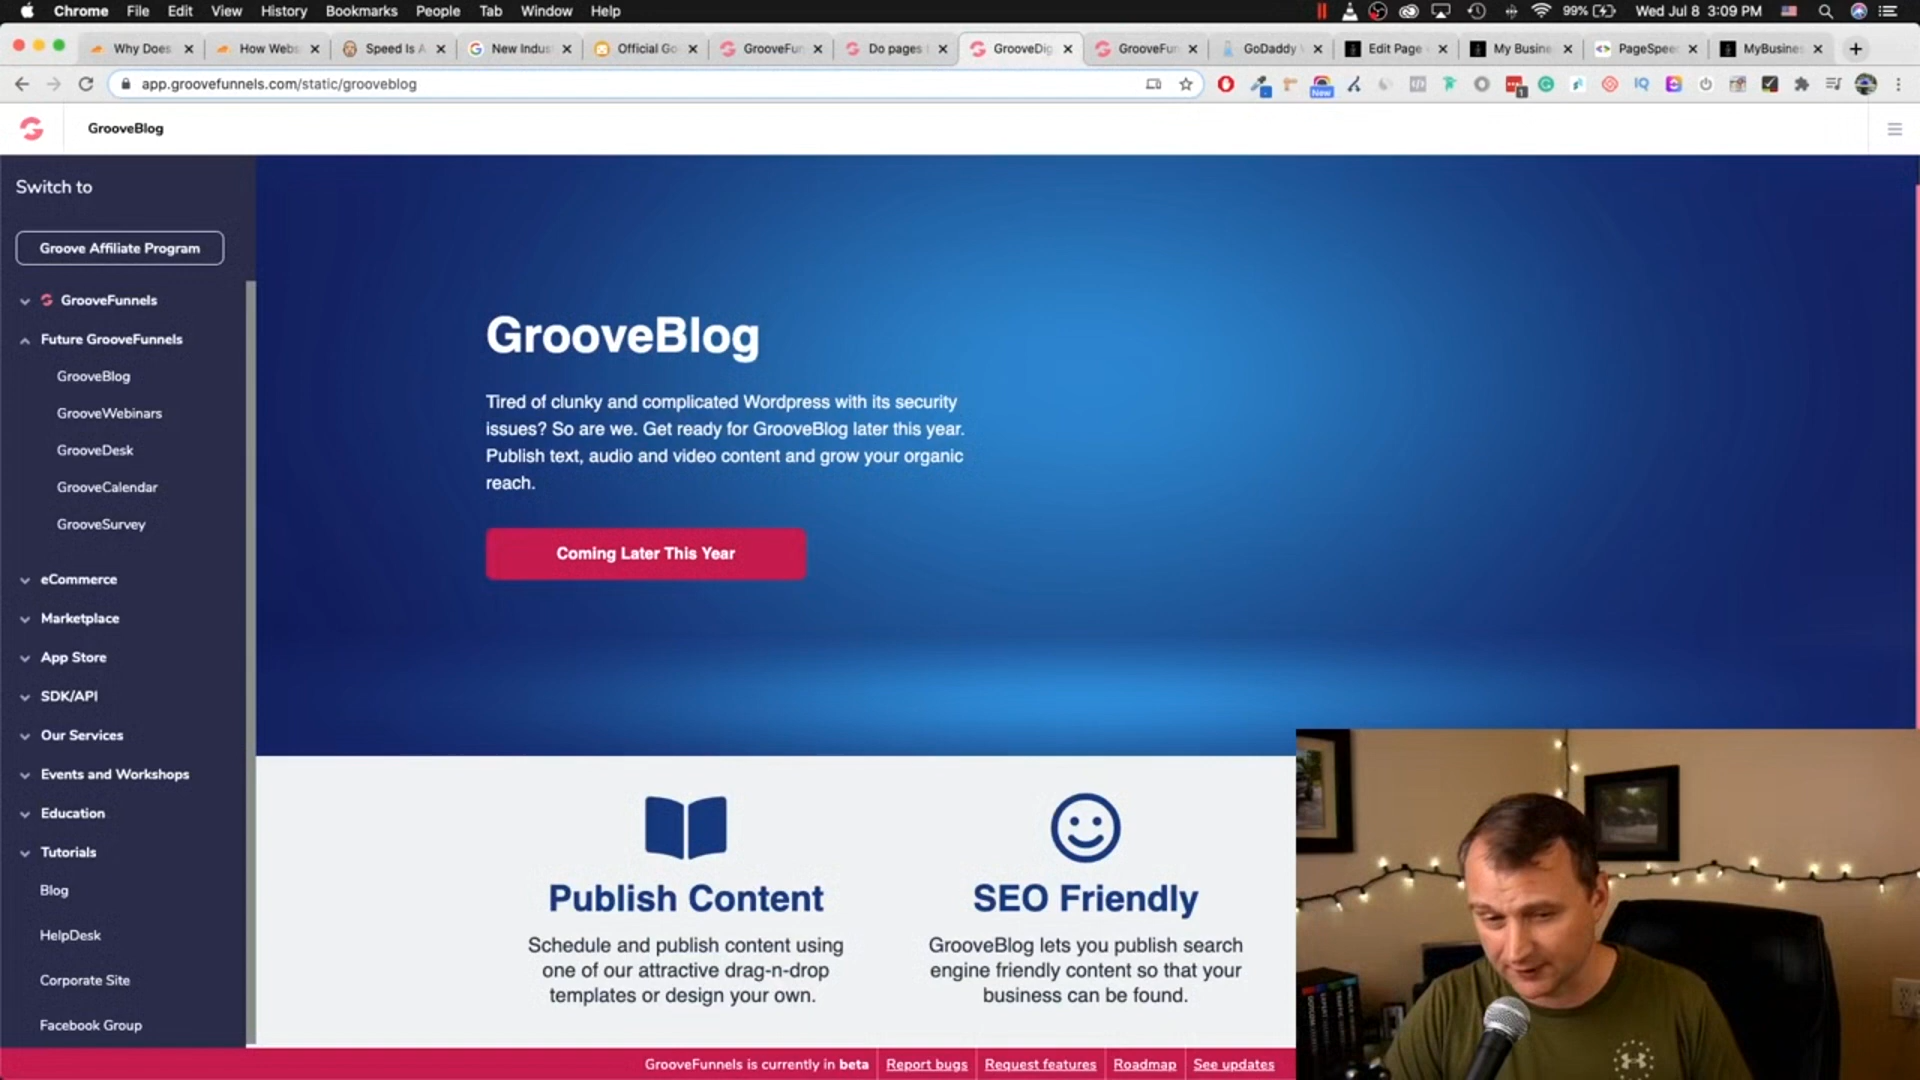 Chrome File Edit View History Bookmarks People Tab Window Help 99% Wed Jul 8 3:09 PM
Why Does How Webs Speed Is A New Indus Official Go GrooveFun Do pages GrooveDig GrooveFun GoDaddy Edit Page My Busine PageSpee MyBusine
app.groovefunnels.com/static/grooveblog
New
GrooveBlog
Switch to
Groove Affiliate Program
GrooveFunnels
Future GrooveFunnels
GrooveBlog
GrooveWebinars
GrooveDesk
GrooveCalendar
GrooveSurvey
eCommerce
Marketplace
App Store
SDK/API
Our Services
Events and Workshops
Education
Tutorials
Blog
HelpDesk
Corporate Site
Facebook Group
GrooveBlog
Tired of clunky and complicated Wordpress with its security
issues? So are we. Get ready for GrooveBlog later this year.
Publish text, audio and video content and grow your organic
reach.
Coming Later This Year
Publish Content
Schedule and publish content using
one of our attractive drag-n-drop
templates or design your own.
SEO Friendly
GrooveBlog lets you publish search
engine friendly content so that your
business can be found.
GrooveFunnels is currently in beta Report bugs Request features Roadmap See updates